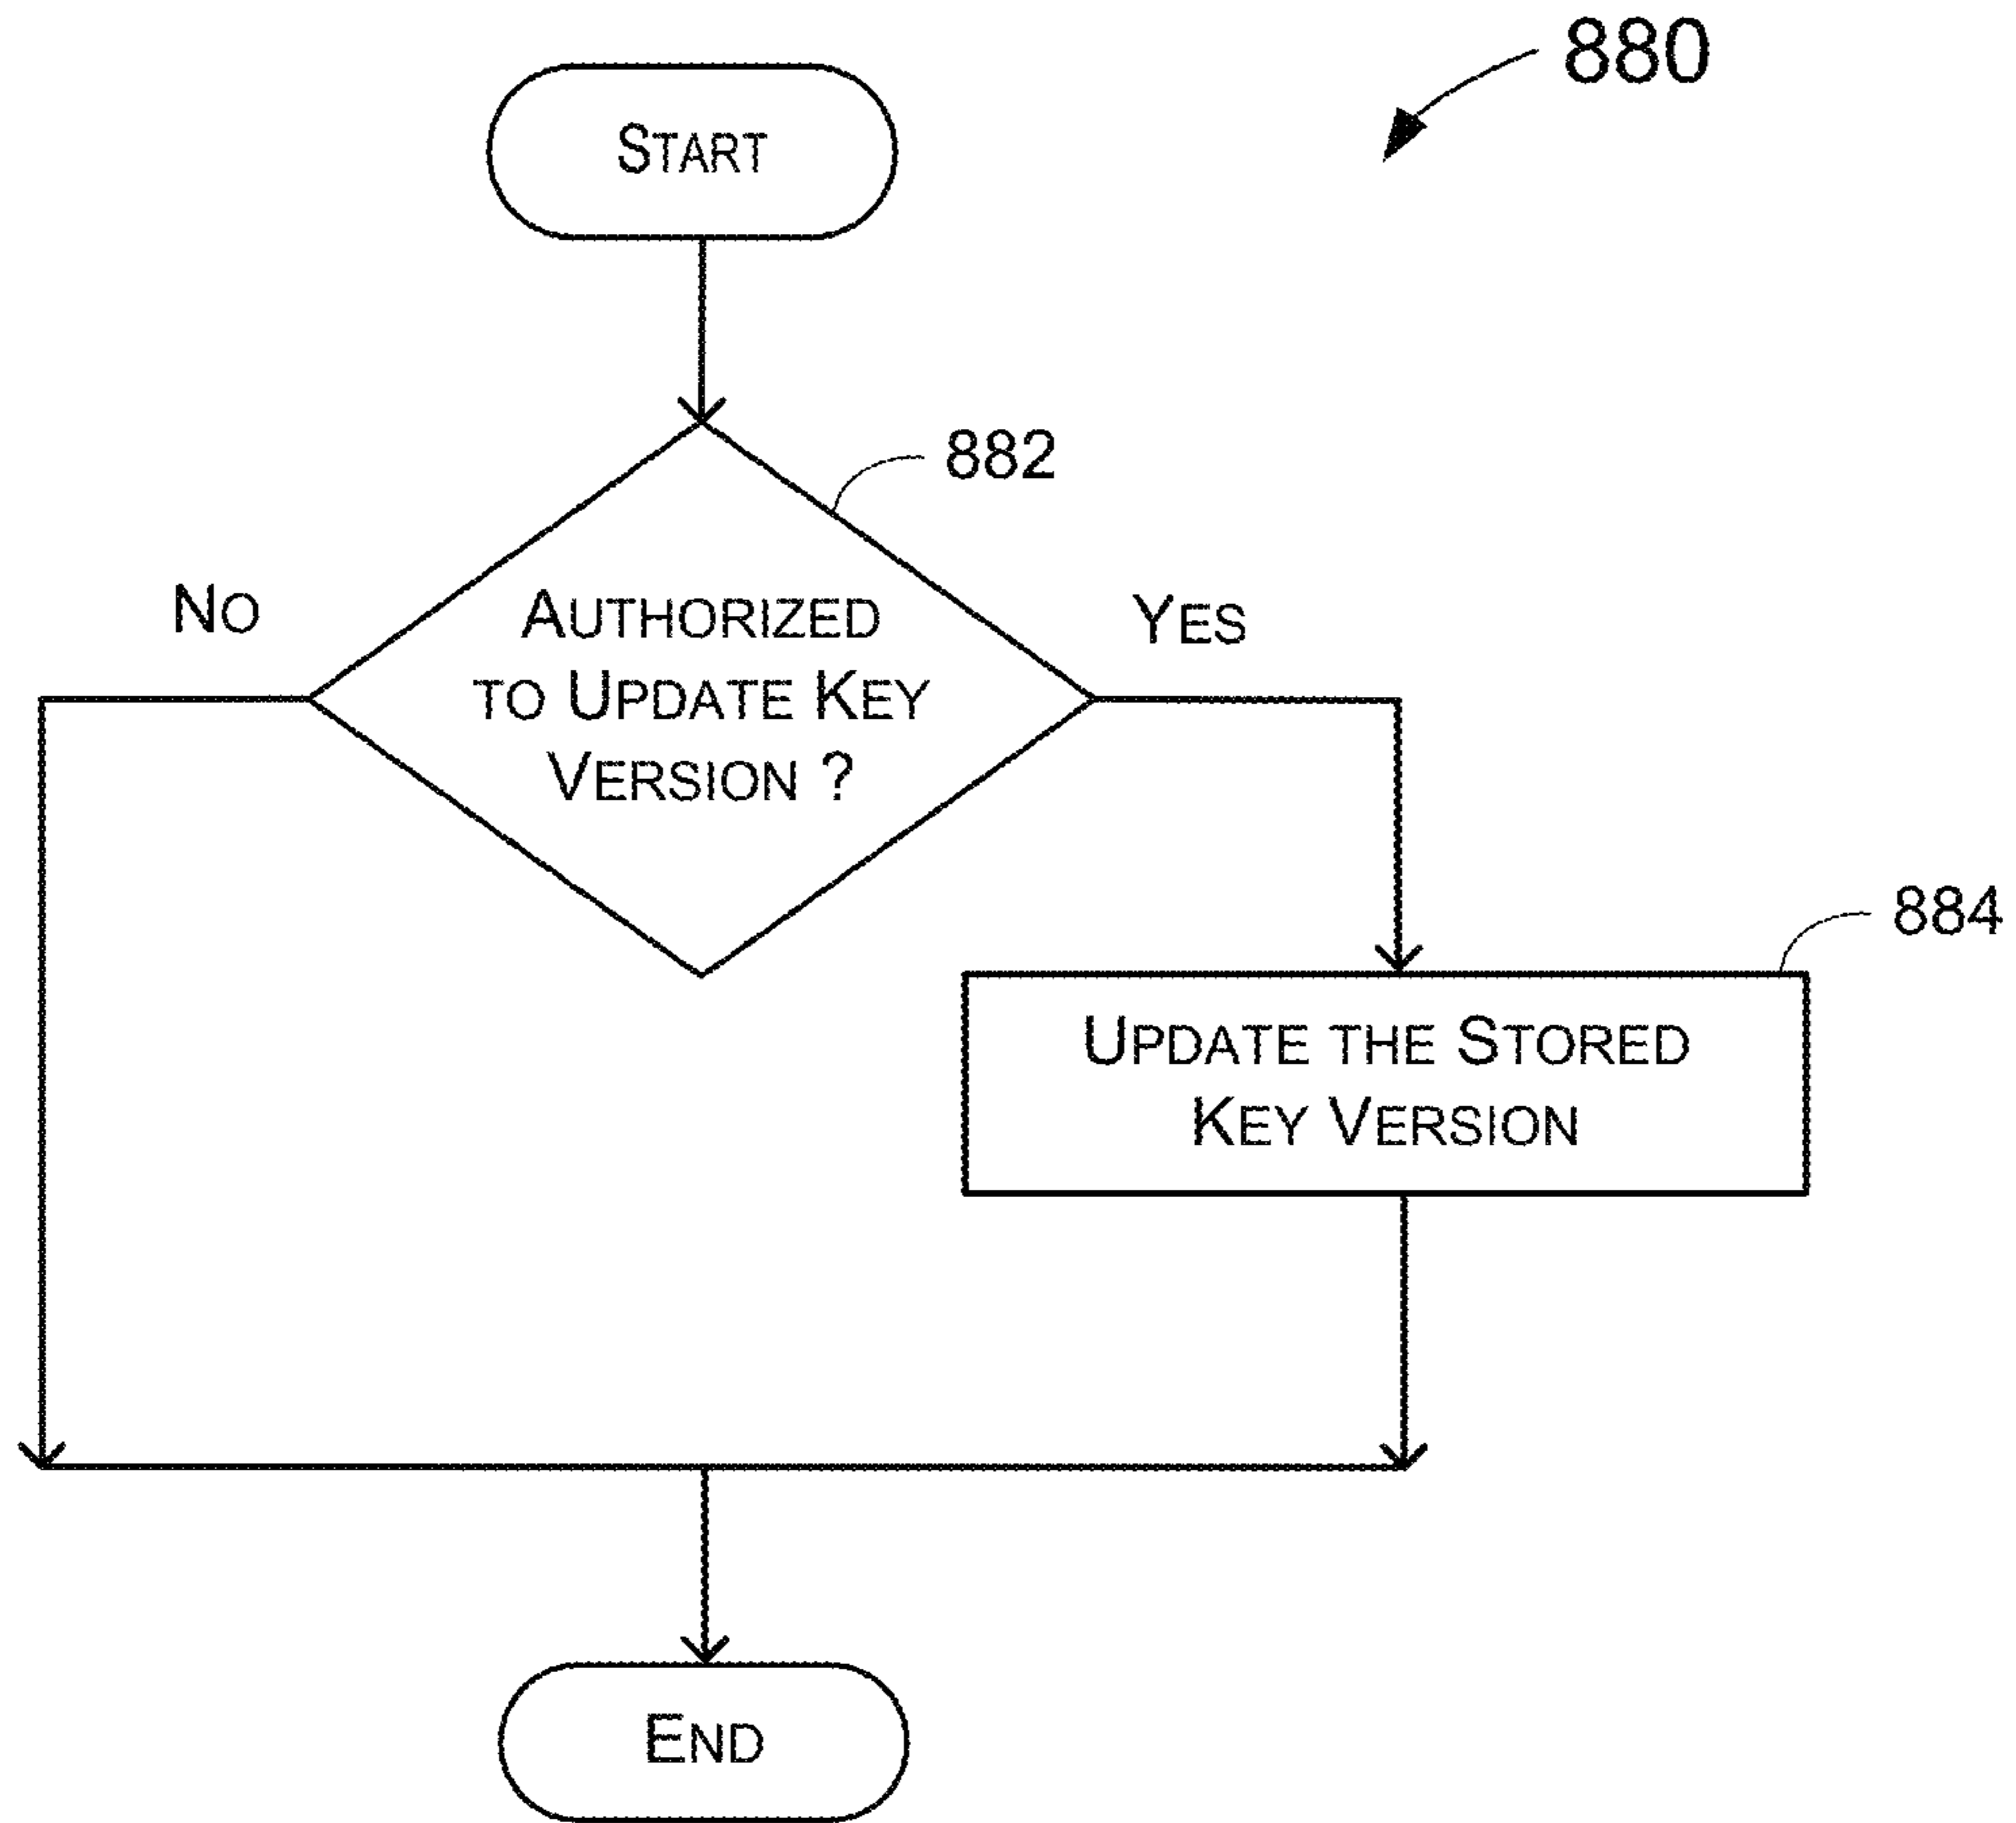 880
START
882
NO
YES
AUTHORIZED
TO UPDATE KEY
VERSION ?
884
UPDATE THE STORED
KEY VERSION
END